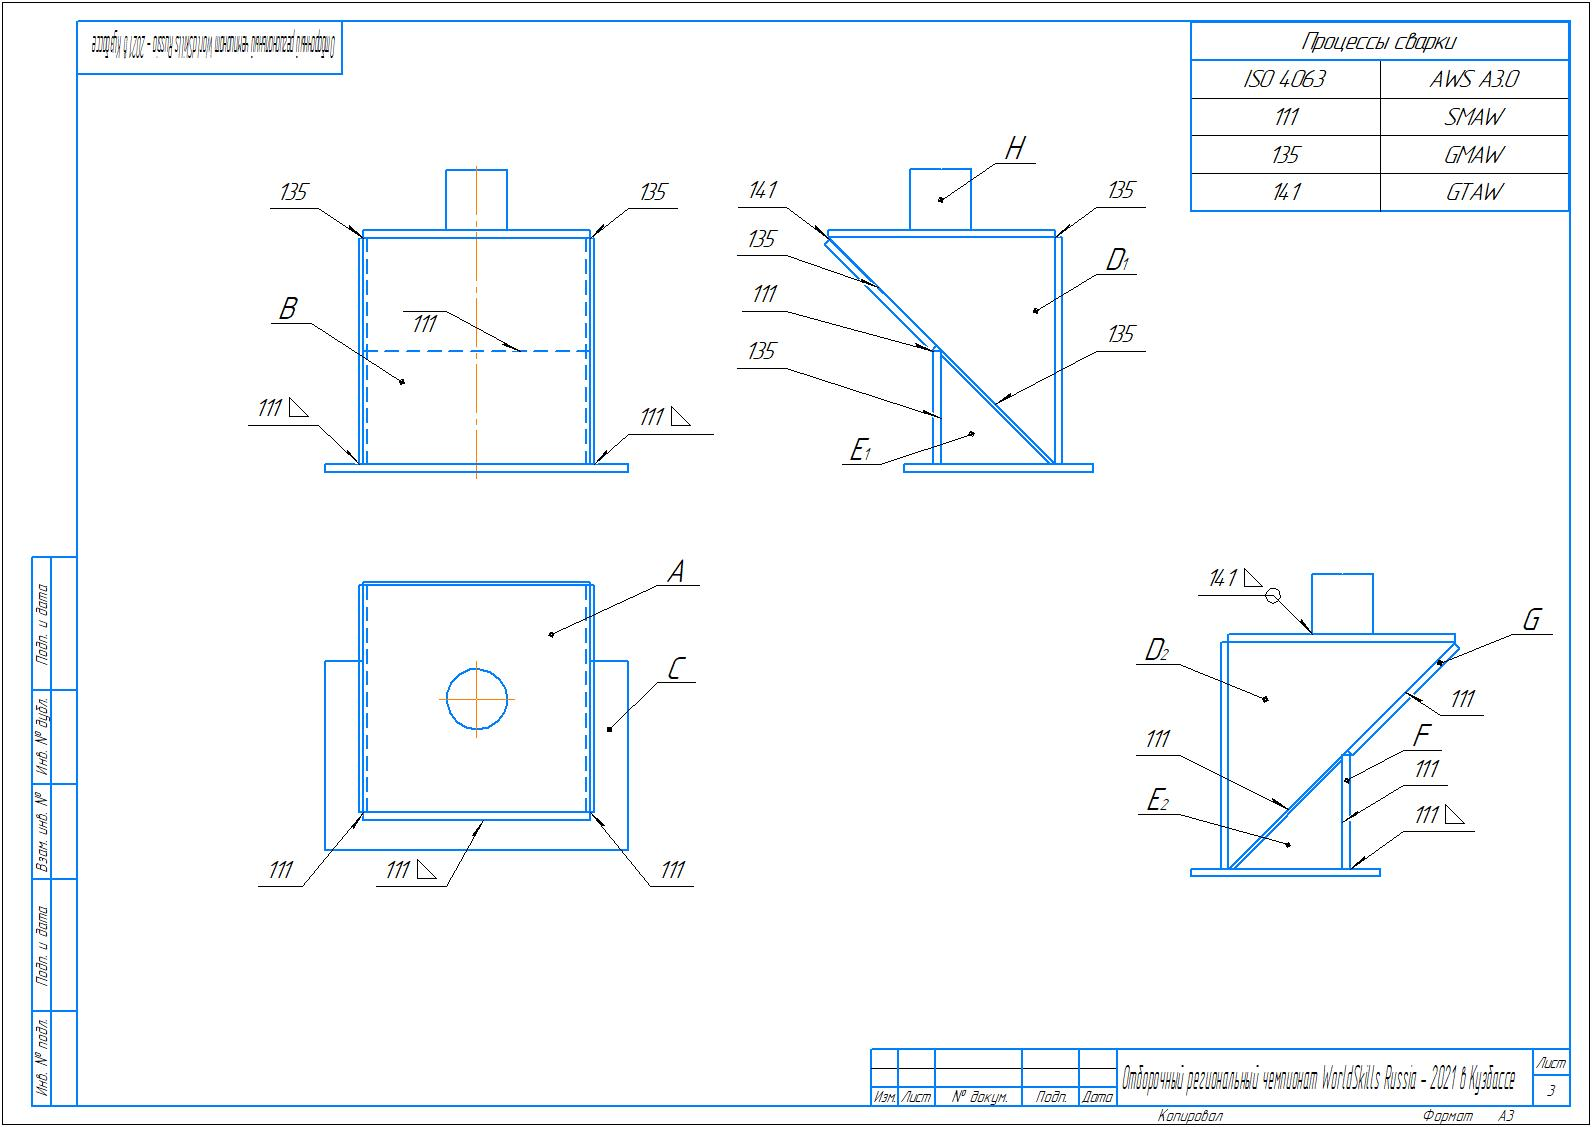 Отборочный региональный чемпионат WorldSkills Russia - 2021 в Кузбассе
Процессы сварки
ISO 4063 AWS A3.0
111 SMAW
135 GMAW
141 GTAW
135
135
B
111
111
111
141
H
135
135
D1
111
135
135
E1
A
C
111
111
111
141
G
D2
111
F
111
111
E2
111
Подп. и дата
Инв. № дубл.
Взам. инв. №
Подп. и дата
Инв. № подл.
Изм. Лист № докум. Подп. Дата
Отборочный региональный чемпионат WorldSkills Russia - 2021 в Кузбассе
Лист
3
Копировал
Формат A3